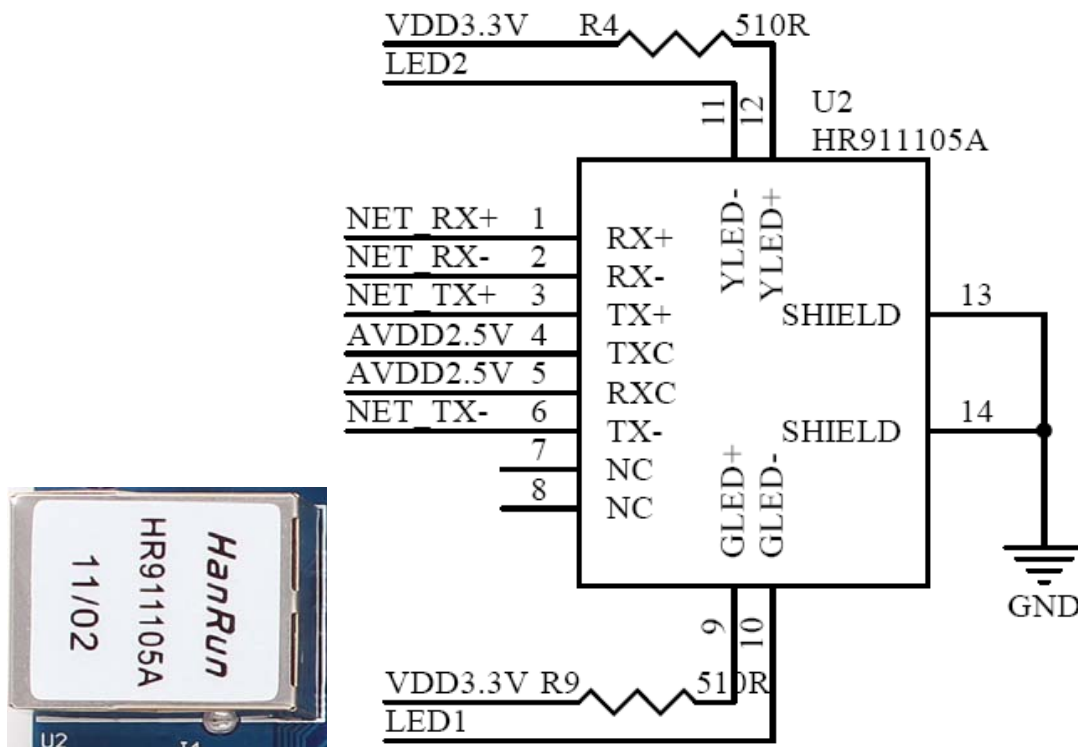 VDD3.3V R4 510R
LED2
11 12
U2
HR911105A
NET_RX+ 1 RX+
NET_RX- 2 RX-
NET_TX+ 3 TX+
AVDD2.5V 4 TXC
AVDD2.5V 5 RXC
NET_TX- 6 TX-
7 NC
8 NC
YLED-
YLED+
SHIELD 13
SHIELD 14
GLED+
GLED-
GND
9 10
VDD3.3V R9 510R
LED1
HanRun
HR911105A
11/02
U2